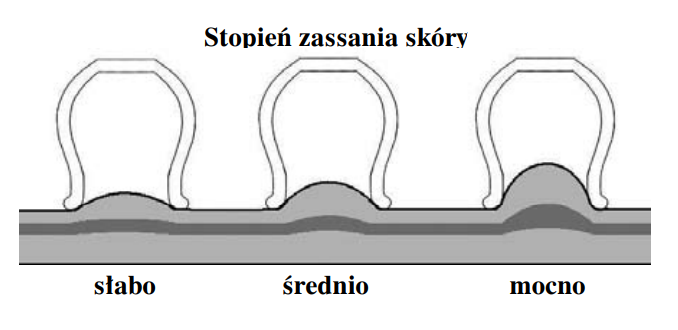 Stopień zassania skóry
słabo
średnio
mocno